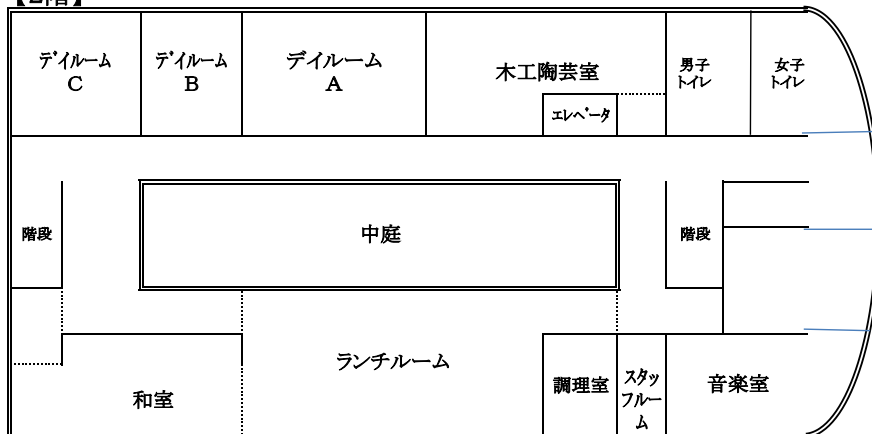 【2階】
デイルーム
C
デイルーム
B
デイルーム
A
木工陶芸室
エレベータ
男子
トイレ
女子
トイレ
階段
中庭
階段
ランチルーム
和室
調理室
スタッ
フルー
ム
音楽室